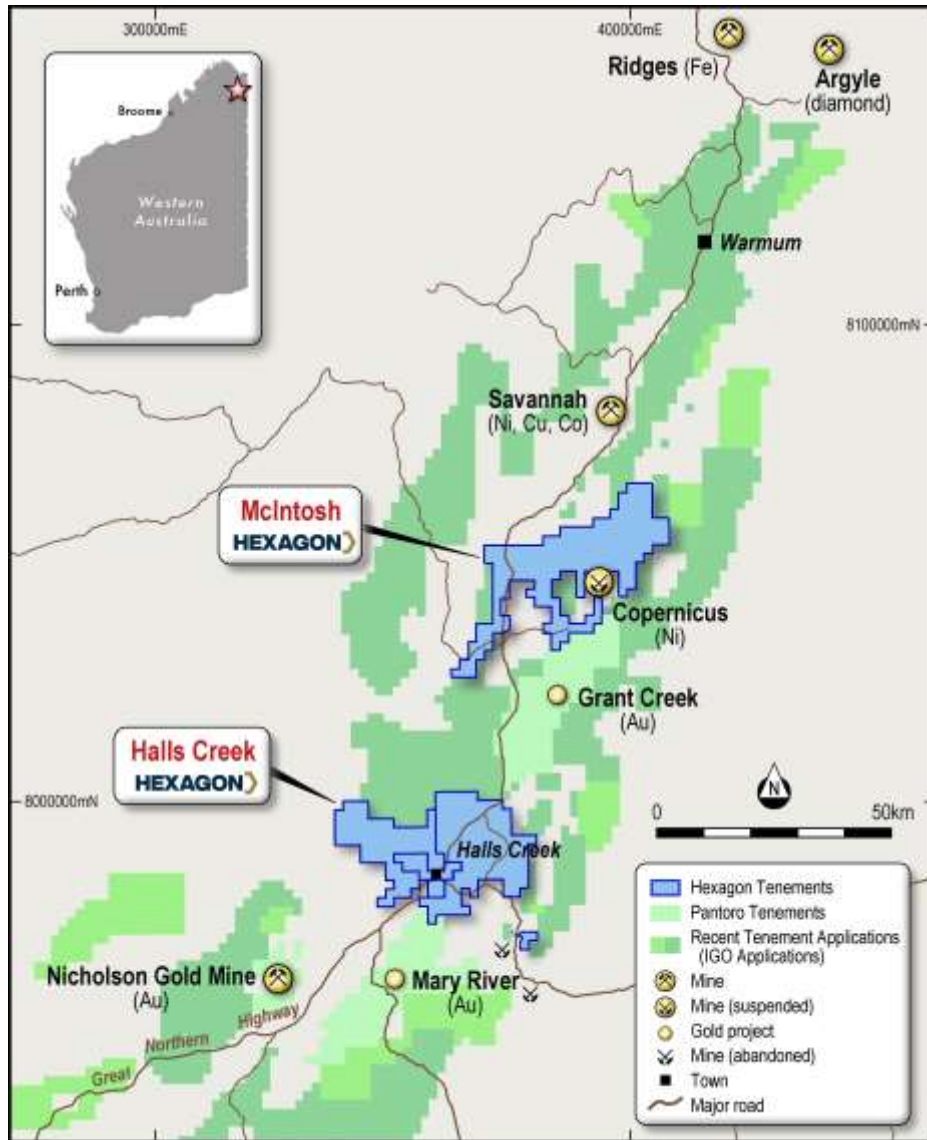 300000mE
400000mE
Ridges (Fe)
Argyle
(diamond)
Broome
Western
Australia
Perth
Warmum
8100000mN
Savannah
(Ni, Cu, Co)
McIntosh
HEXAGON
Copernicus
(Ni)
Grant Creek
(Au)
Halls Creek
HEXAGON
8000000mN
N
0
50km
Halls Creek
Hexagon Tenements
Pantoro Tenements
Recent Tenement Applications
(IGO Applications)
Mine
Mine (suspended)
Gold project
Mine (abandoned)
Town
Major road
Nicholson Gold Mine
(Au)
Mary River
(Au)
Great Northern Highway